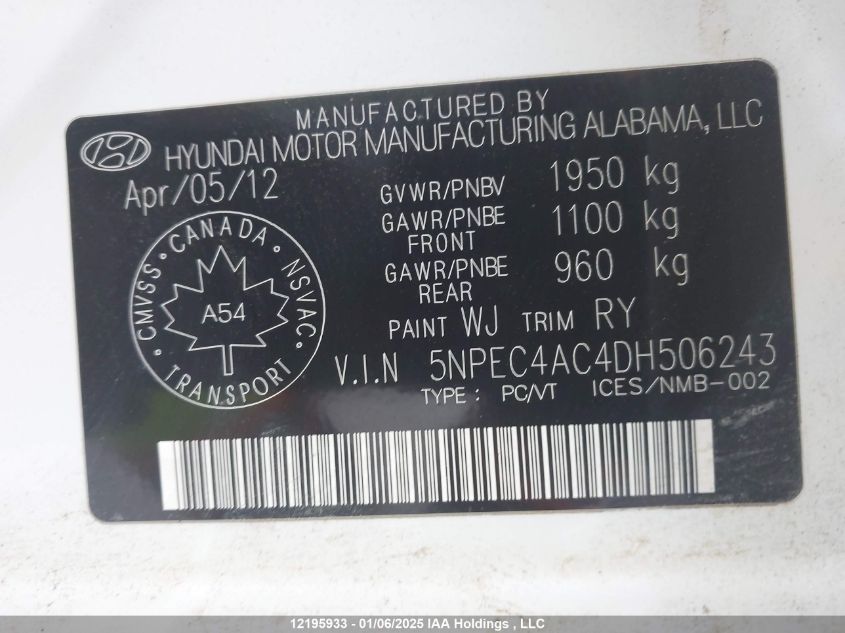 MANUFACTURED BY
HYUNDAI MOTOR MANUFACTURING ALABAMA, LLC
Apr/05/12
GVWR/PNBV 1950 kg
GAWR/PNBE FRONT 1100 kg
GAWR/PNBE REAR 960 kg
PAINT WJ TRIM RY
V.I.N 5NPEC4AC4DH506243
TYPE : PC/VT ICES/NMB-002
CANADA
CMVSS NSVAC
A54
TRANSPORT
12195933 - 01/06/2025 IAA Holdings , LLC